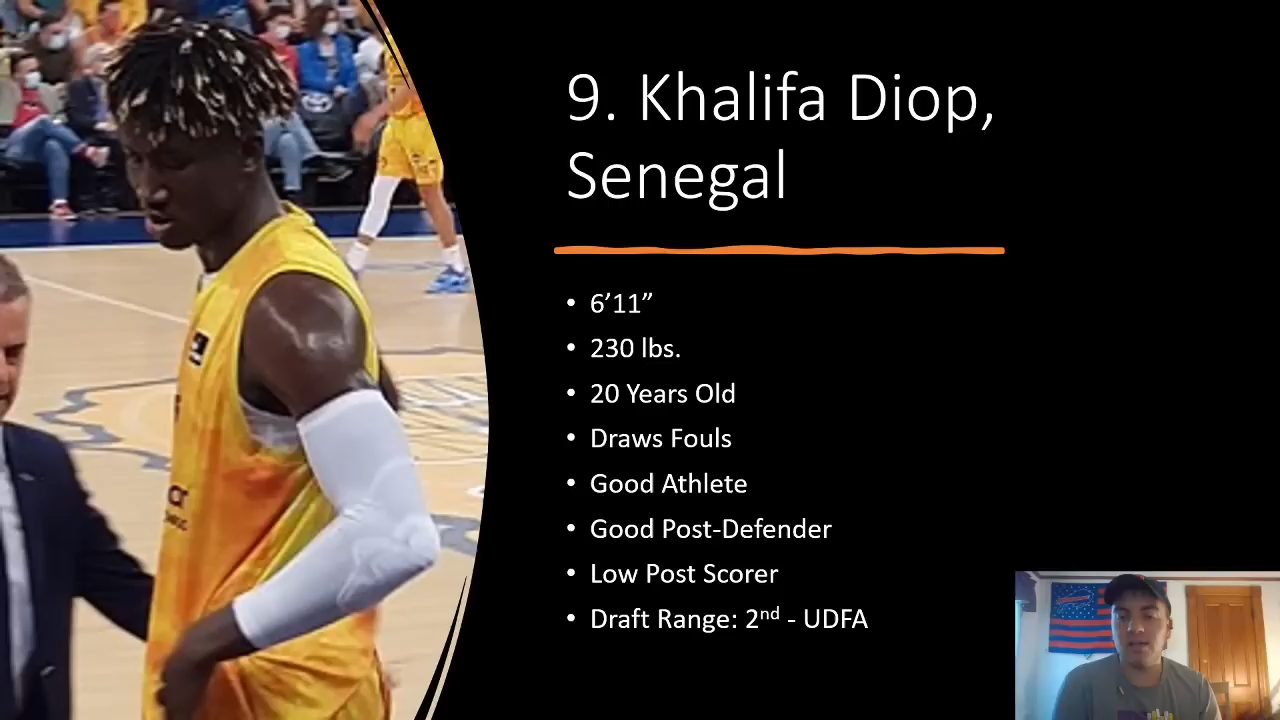 9. Khalifa Diop,
Senegal
• 6’11”
• 230 lbs.
• 20 Years Old
• Draws Fouls
• Good Athlete
• Good Post-Defender
• Low Post Scorer
• Draft Range: 2nd - UDFA